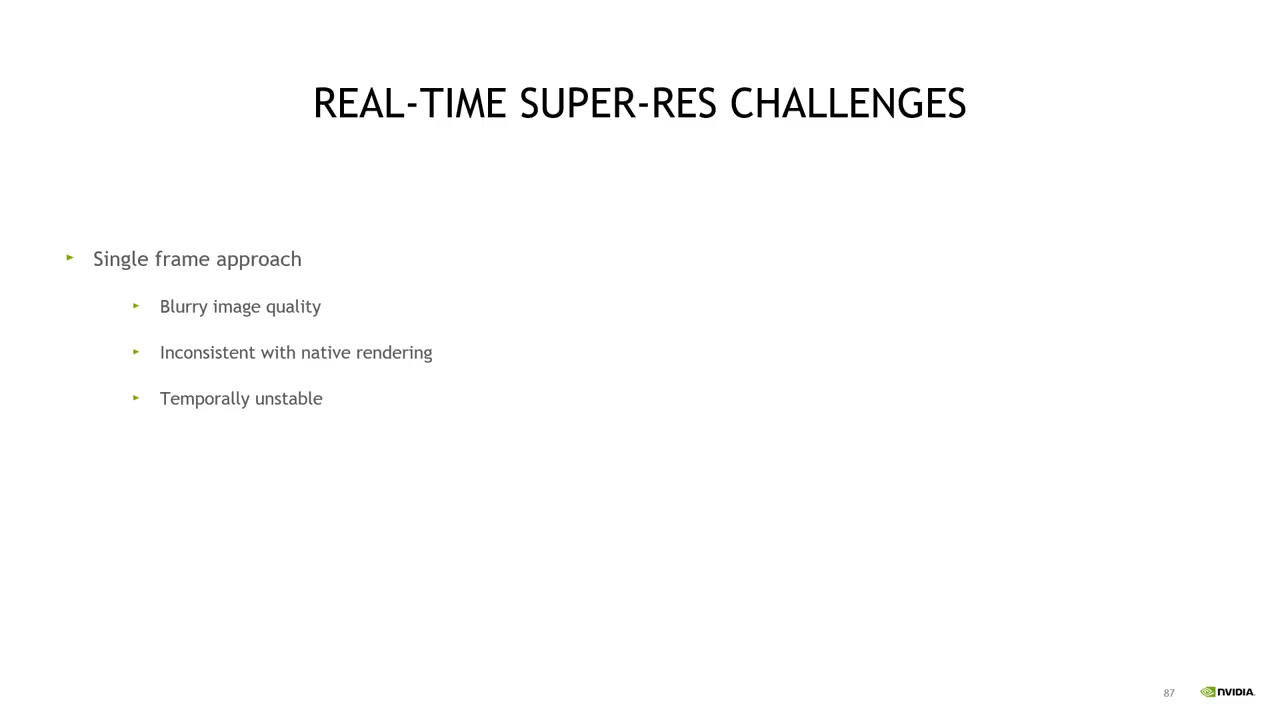 REAL-TIME SUPER-RES CHALLENGES
Single frame approach
Blurry image quality
Inconsistent with native rendering
Temporally unstable
87
NVIDIA.